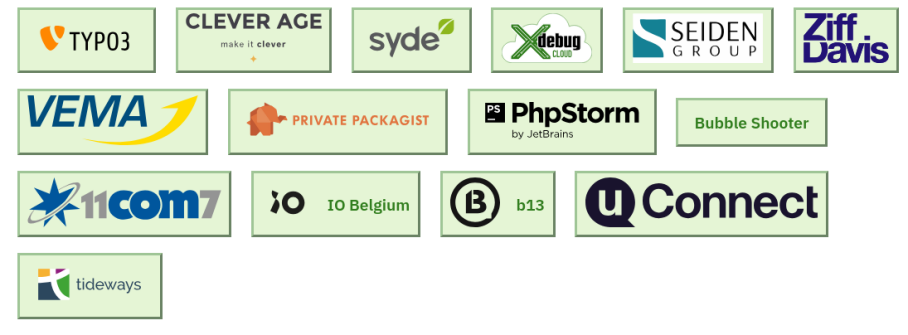 TYPO3
CLEVER AGE
make it clever
syde
Xdebug
CLOUD
SEIDEN
GROUP
Ziff
Davis
VEMA
PRIVATE PACKAGIST
PS
PhpStorm
by JetBrains
Bubble Shooter
11com7
iO
IO Belgium
B
b13
u Connect
tideways